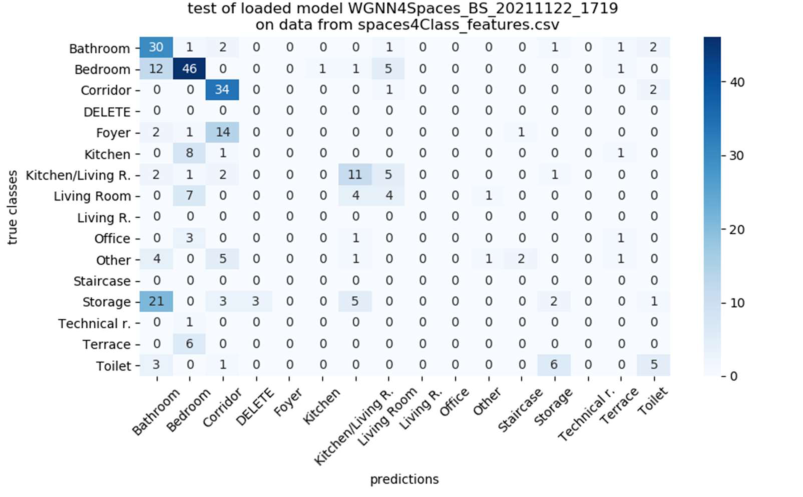 test of loaded model WGNN4Spaces_BS_20211122_1719
on data from spaces4Class_features.csv
Bathroom 30 1 2 0 0 0 0 1 0 0 0 0 1 0 1 2
Bedroom 12 46 0 0 0 1 1 5 0 0 0 0 0 0 1 0
Corridor 0 0 34 0 0 0 0 1 0 0 0 0 0 0 0 2
DELETE 0 0 0 0 0 0 0 0 0 0 0 0 0 0 0 0
Foyer 2 1 14 0 0 0 0 0 0 0 0 1 0 0 0 0
Kitchen 0 8 1 0 0 0 0 0 0 0 0 0 0 0 1 0
Kitchen/Living R. 2 1 2 0 0 0 11 5 0 0 0 0 1 0 0 0
Living Room 0 7 0 0 0 0 4 4 0 0 1 0 0 0 0 0
Living R. 0 0 0 0 0 0 0 0 0 0 0 0 0 0 0 0
Office 0 3 0 0 0 0 1 0 0 0 0 0 0 0 1 0
Other 4 0 5 0 0 0 1 0 0 0 1 2 0 0 1 0
Staircase 0 0 0 0 0 0 0 0 0 0 0 0 0 0 0 0
Storage 21 0 3 3 0 0 5 0 0 0 0 0 2 0 0 1
Technical r. 0 1 0 0 0 0 0 0 0 0 0 0 0 0 0 0
Terrace 0 6 0 0 0 0 0 0 0 0 0 0 0 0 0 0
Toilet 3 0 1 0 0 0 0 0 0 0 0 0 6 0 0 5
true classes
Bathroom Bedroom Corridor DELETE Foyer Kitchen Kitchen/Living R. Living Room Living R. Office Other Staircase Storage Technical r. Terrace Toilet
predictions
40
30
20
10
0